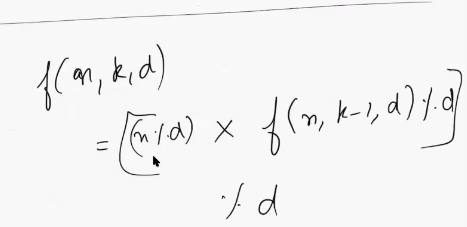 f(n, k, d)
= [(n % d) × f(n, k-1, d) % d]
% d